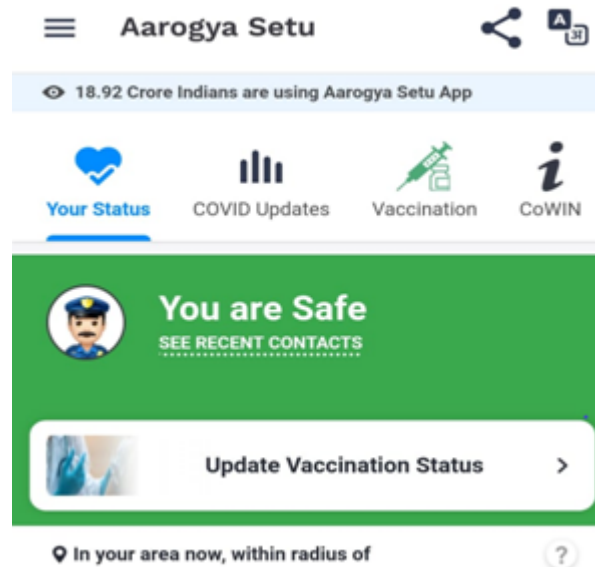 Aarogya Setu
A अ
18.92 Crore Indians are using Aarogya Setu App
Your Status COVID Updates Vaccination CoWIN
You are Safe
SEE RECENT CONTACTS
Update Vaccination Status >
In your area now, within radius of ?